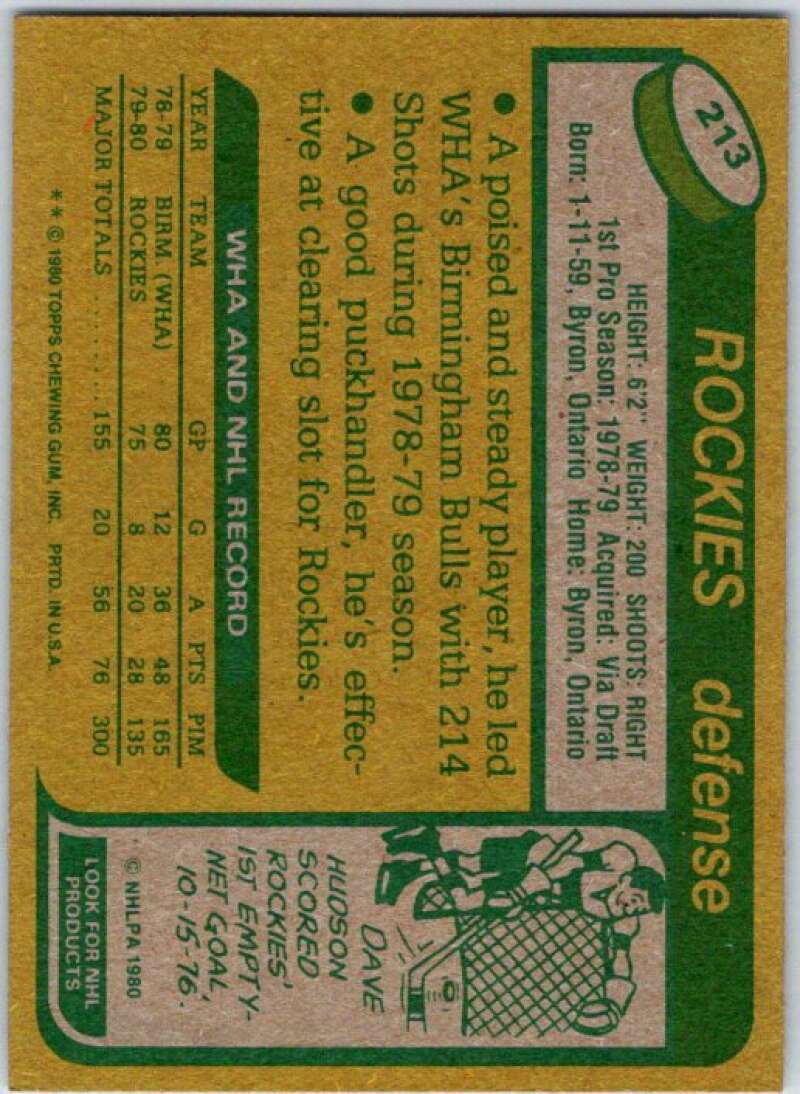 213
ROCKIES defense
HEIGHT: 6'2" WEIGHT: 200 SHOOTS: RIGHT
1st Pro Season: 1978-79 Acquired: Via Draft
Born: 1-11-59, Byron, Ontario Home: Byron, Ontario
● A poised and steady player, he led
WHA's Birmingham Bulls with 214
Shots during 1978-79 season.
● A good puckhandler, he's effec-
tive at clearing slot for Rockies.
WHA AND NHL RECORD
YEAR TEAM GP G A PTS PIM
78-79 BIRM. (WHA) 80 12 36 48 165
79-80 ROCKIES 75 8 20 28 135
MAJOR TOTALS ........ 155 20 56 76 300
** © 1980 TOPPS CHEWING GUM, INC. PRTD. IN U.S.A.
DAVE
HUDSON
SCORED
ROCKIES'
1ST EMPTY-
NET GOAL,
10-15-76.
© NHLPA 1980
LOOK FOR NHL
PRODUCTS